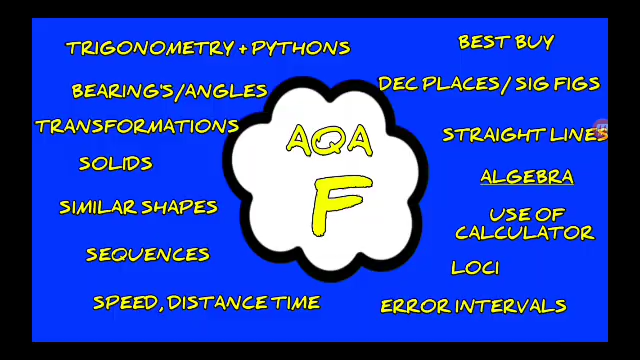 TRIGONOMETRY + PYTHONS
BEARING'S/ANGLES
TRANSFORMATIONS
SOLIDS
SIMILAR SHAPES
SEQUENCES
SPEED, DISTANCE TIME
AQA
F
BEST BUY
DEC PLACES/ SIG FIGS
STRAIGHT LINES
ALGEBRA
USE OF
CALCULATOR
LOCI
ERROR INTERVALS